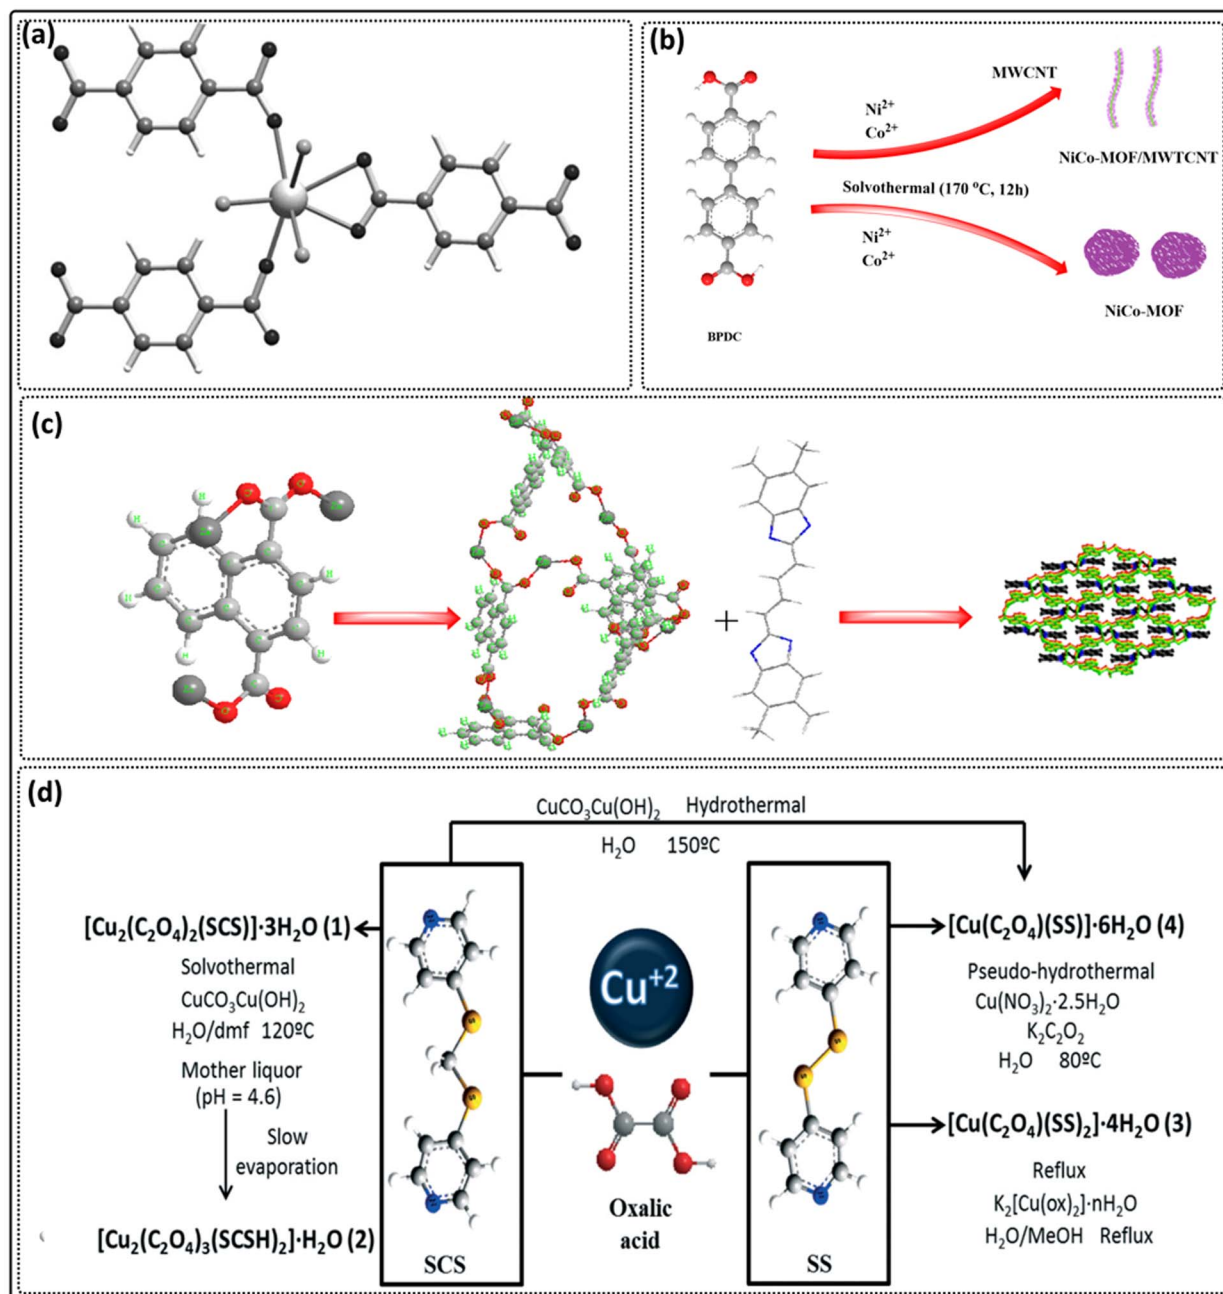 (a)
(b)
MWCNT
Ni²⁺
Co²⁺
NiCo-MOF/MWTCNT
Solvothermal (170 °C, 12h)
Ni²⁺
Co²⁺
NiCo-MOF
BPDC
(c)
+
(d)
CuCO₃Cu(OH)₂ Hydrothermal
H₂O 150ºC
[Cu₂(C₂O₄)₂(SCS)]·3H₂O (1)
Solvothermal
CuCO₃Cu(OH)₂
H₂O/dmf 120ºC
Mother liquor
(pH = 4.6)
Slow
evaporation
[Cu₂(C₂O₄)₃(SCSH)₂]·H₂O (2)
SCS
Cu⁺²
Oxalic
acid
SS
[Cu(C₂O₄)(SS)]·6H₂O (4)
Pseudo-hydrothermal
Cu(NO₃)₂·2.5H₂O
K₂C₂O₂
H₂O 80ºC
[Cu(C₂O₄)(SS)₂]·4H₂O (3)
Reflux
K₂[Cu(ox)₂]·nH₂O
H₂O/MeOH Reflux